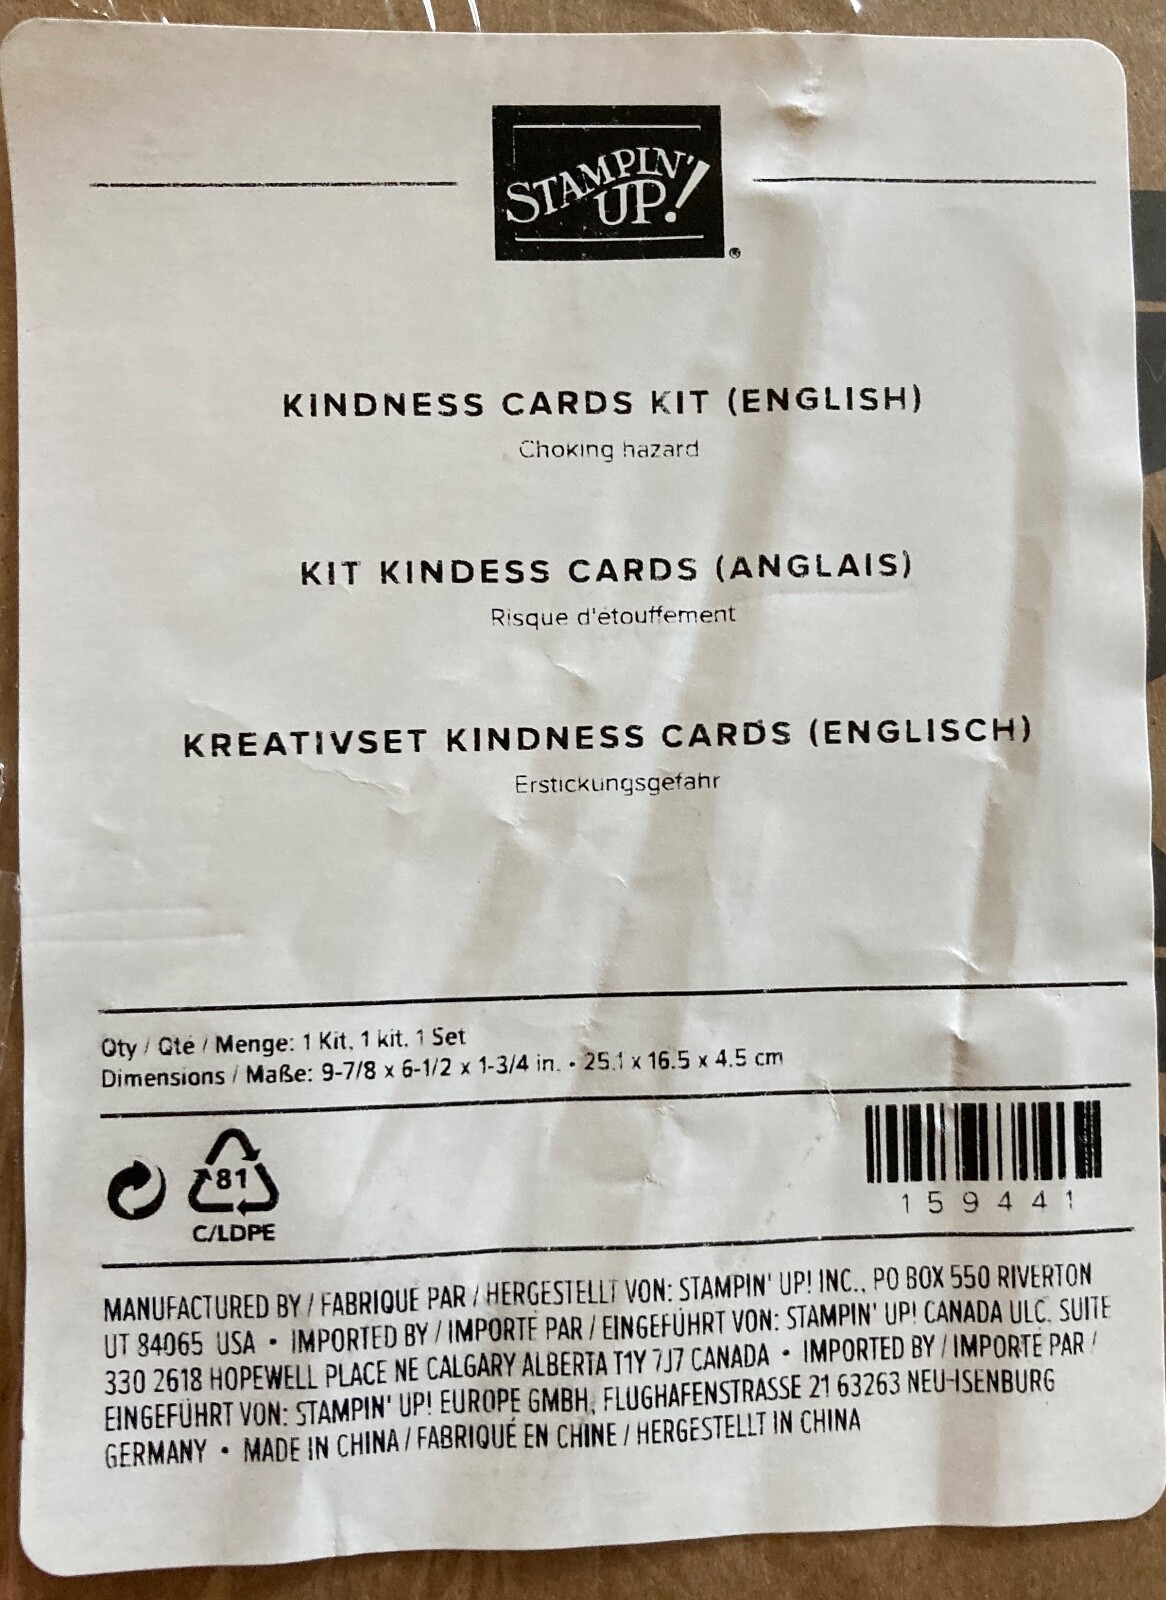 STAMPIN' UP! ®
KINDNESS CARDS KIT (ENGLISH)
Choking hazard
KIT KINDESS CARDS (ANGLAIS)
Risque d'étouffement
KREATIVSET KINDNESS CARDS (ENGLISCH)
Erstickungsgefahr
Qty / Qté / Menge: 1 Kit, 1 kit, 1 Set
Dimensions / Maße: 9-7/8 x 6-1/2 x 1-3/4 in. • 25.1 x 16.5 x 4.5 cm
81
C/LDPE
159441
MANUFACTURED BY / FABRIQUÉ PAR / HERGESTELLT VON: STAMPIN' UP! INC., PO BOX 550 RIVERTON
UT 84065 USA • IMPORTED BY / IMPORTÉ PAR / EINGEFÜHRT VON: STAMPIN' UP! CANADA ULC, SUITE
330 2618 HOPEWELL PLACE NE CALGARY ALBERTA T1Y 7J7 CANADA • IMPORTED BY / IMPORTÉ PAR /
EINGEFÜHRT VON: STAMPIN' UP! EUROPE GMBH, FLUGHAFENSTRASSE 21 63263 NEU-ISENBURG
GERMANY • MADE IN CHINA / FABRIQUÉ EN CHINE / HERGESTELLT IN CHINA